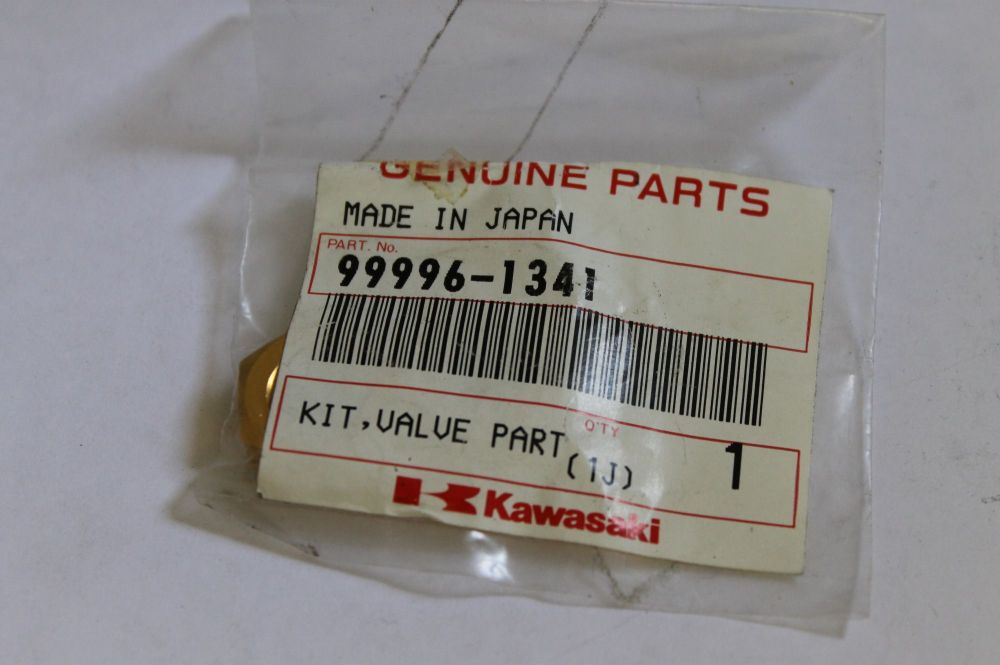 GENUINE PARTS
MADE IN JAPAN
PART. No.
99996-1341
KIT,VALVE PART
Q'TY
(1J)
1
Kawasaki